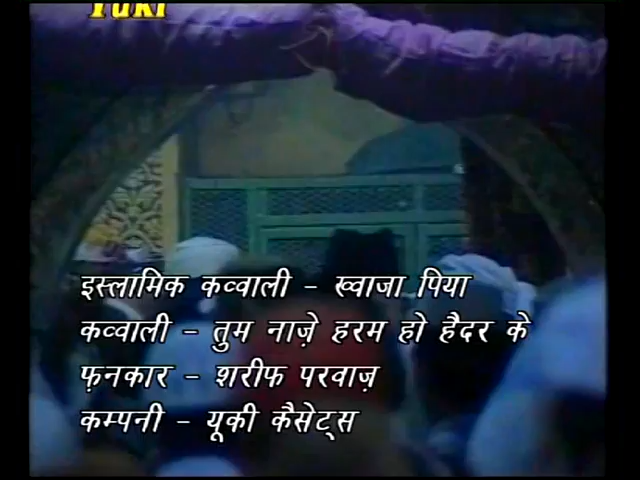 Yuki
इस्लामिक कव्वाली – ख्वाजा पिया
कव्वाली – तुम नाज़े हरम हो हैदर के
फ़नकार – शरीफ परवाज़
कम्पनी – यूकी कैसेट्स